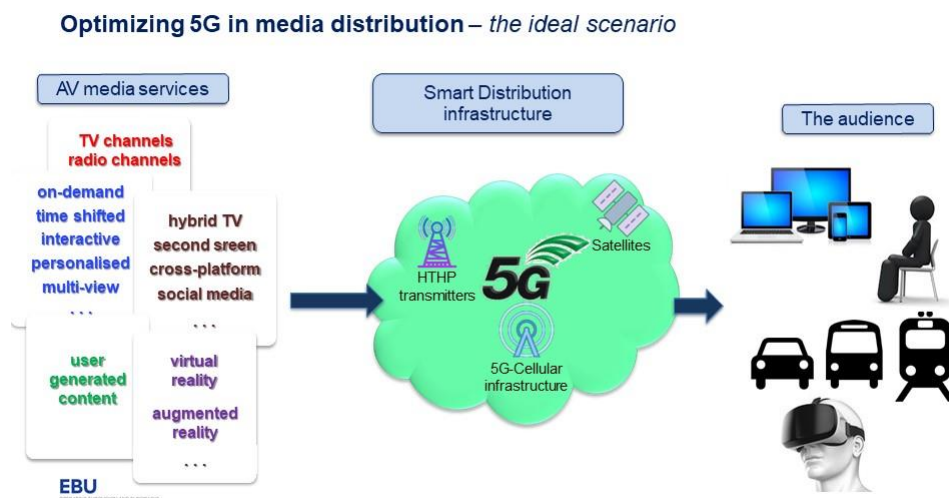 Optimizing 5G in media distribution – the ideal scenario
AV media services
TV channels
radio channels
on-demand
time shifted
interactive
personalised
multi-view
...
hybrid TV
second sreen
cross-platform
social media
...
user
generated
content
virtual
reality
augmented
reality
...
Smart Distribution
infrastructure
HTHP
transmitters
5G
Satellites
5G-Cellular
infrastructure
The audience
EBU